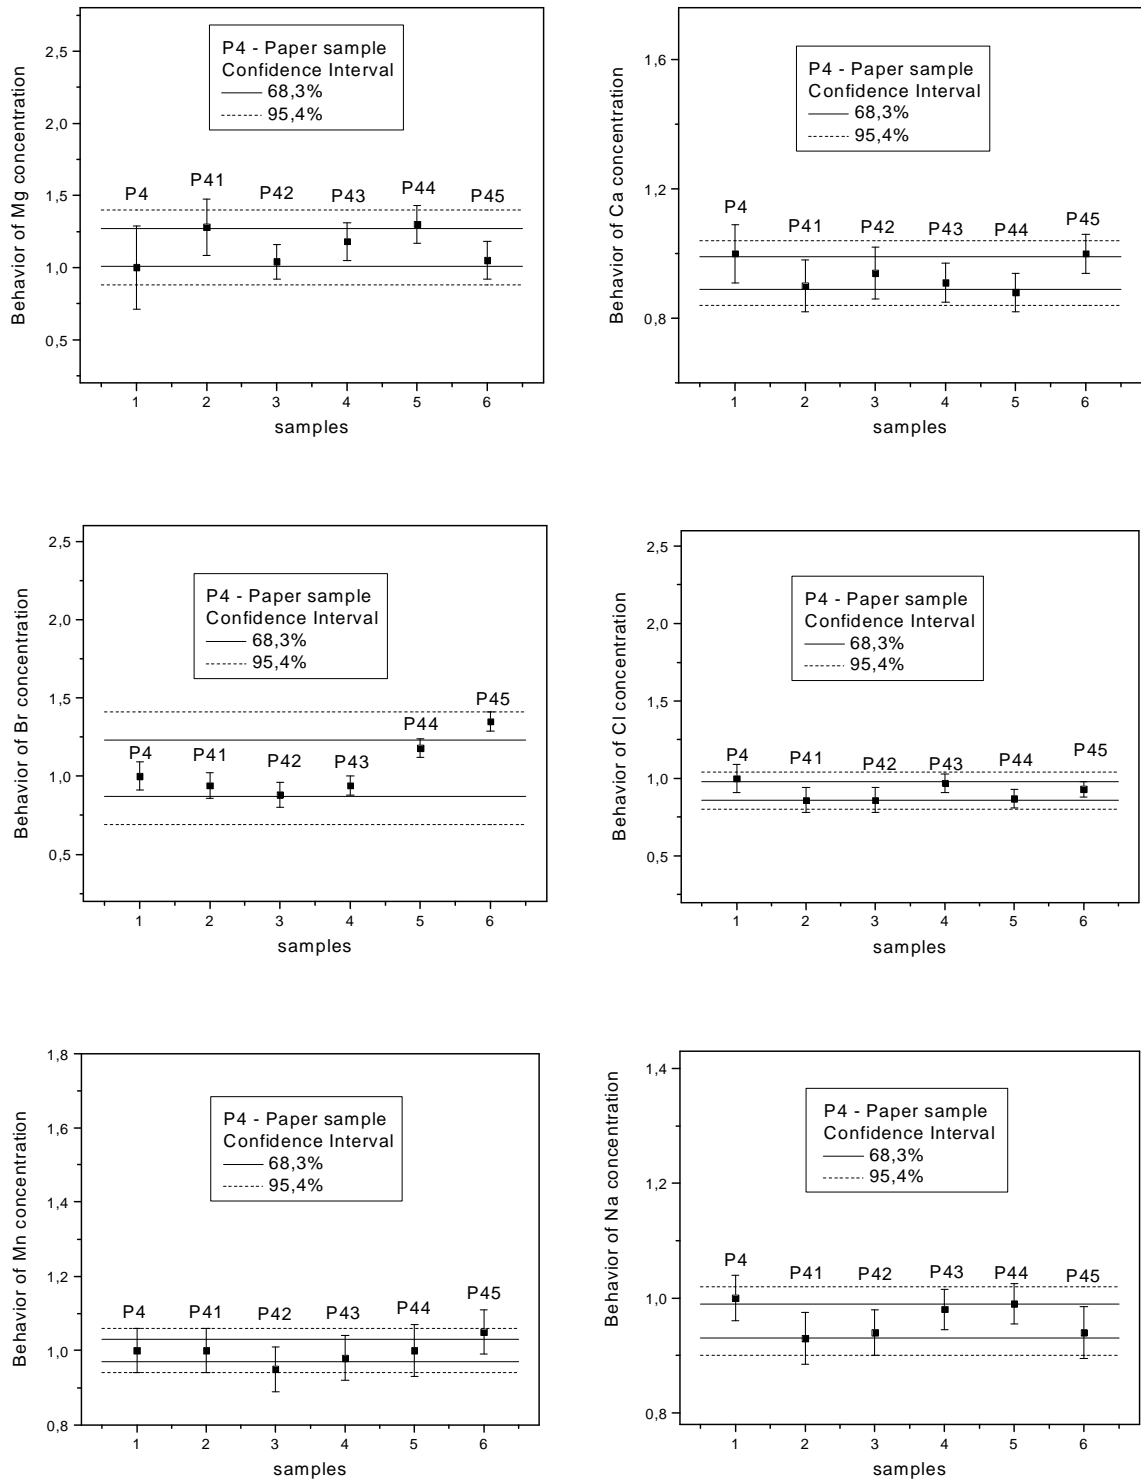 Behavior of Mg concentration
2,5
2,0
1,5
1,0
0,5
P4 - Paper sample
Confidence Interval
68,3%
95,4%
P4 P41 P42 P43 P44 P45
1 2 3 4 5 6
samples
Behavior of Ca concentration
1,6
1,2
0,8
P4 - Paper sample
Confidence Interval
68,3%
95,4%
P4 P41 P42 P43 P44 P45
1 2 3 4 5 6
samples
Behavior of Br concentration
2,5
2,0
1,5
1,0
0,5
P4 - Paper sample
Confidence Interval
68,3%
95,4%
P4 P41 P42 P43 P44 P45
1 2 3 4 5 6
samples
Behavior of Cl concentration
2,5
2,0
1,5
1,0
0,5
P4 - Paper sample
Confidence Interval
68,3%
95,4%
P4 P41 P42 P43 P44 P45
1 2 3 4 5 6
samples
Behavior of Mn concentration
1,8
1,6
1,4
1,2
1,0
0,8
P4 - Paper sample
Confidence Interval
68,3%
95,4%
P4 P41 P42 P43 P44 P45
1 2 3 4 5 6
samples
Behavior of Na concentration
1,4
1,2
1,0
0,8
P4 - Paper sample
Confidence Interval
68,3%
95,4%
P4 P41 P42 P43 P44 P45
1 2 3 4 5 6
samples